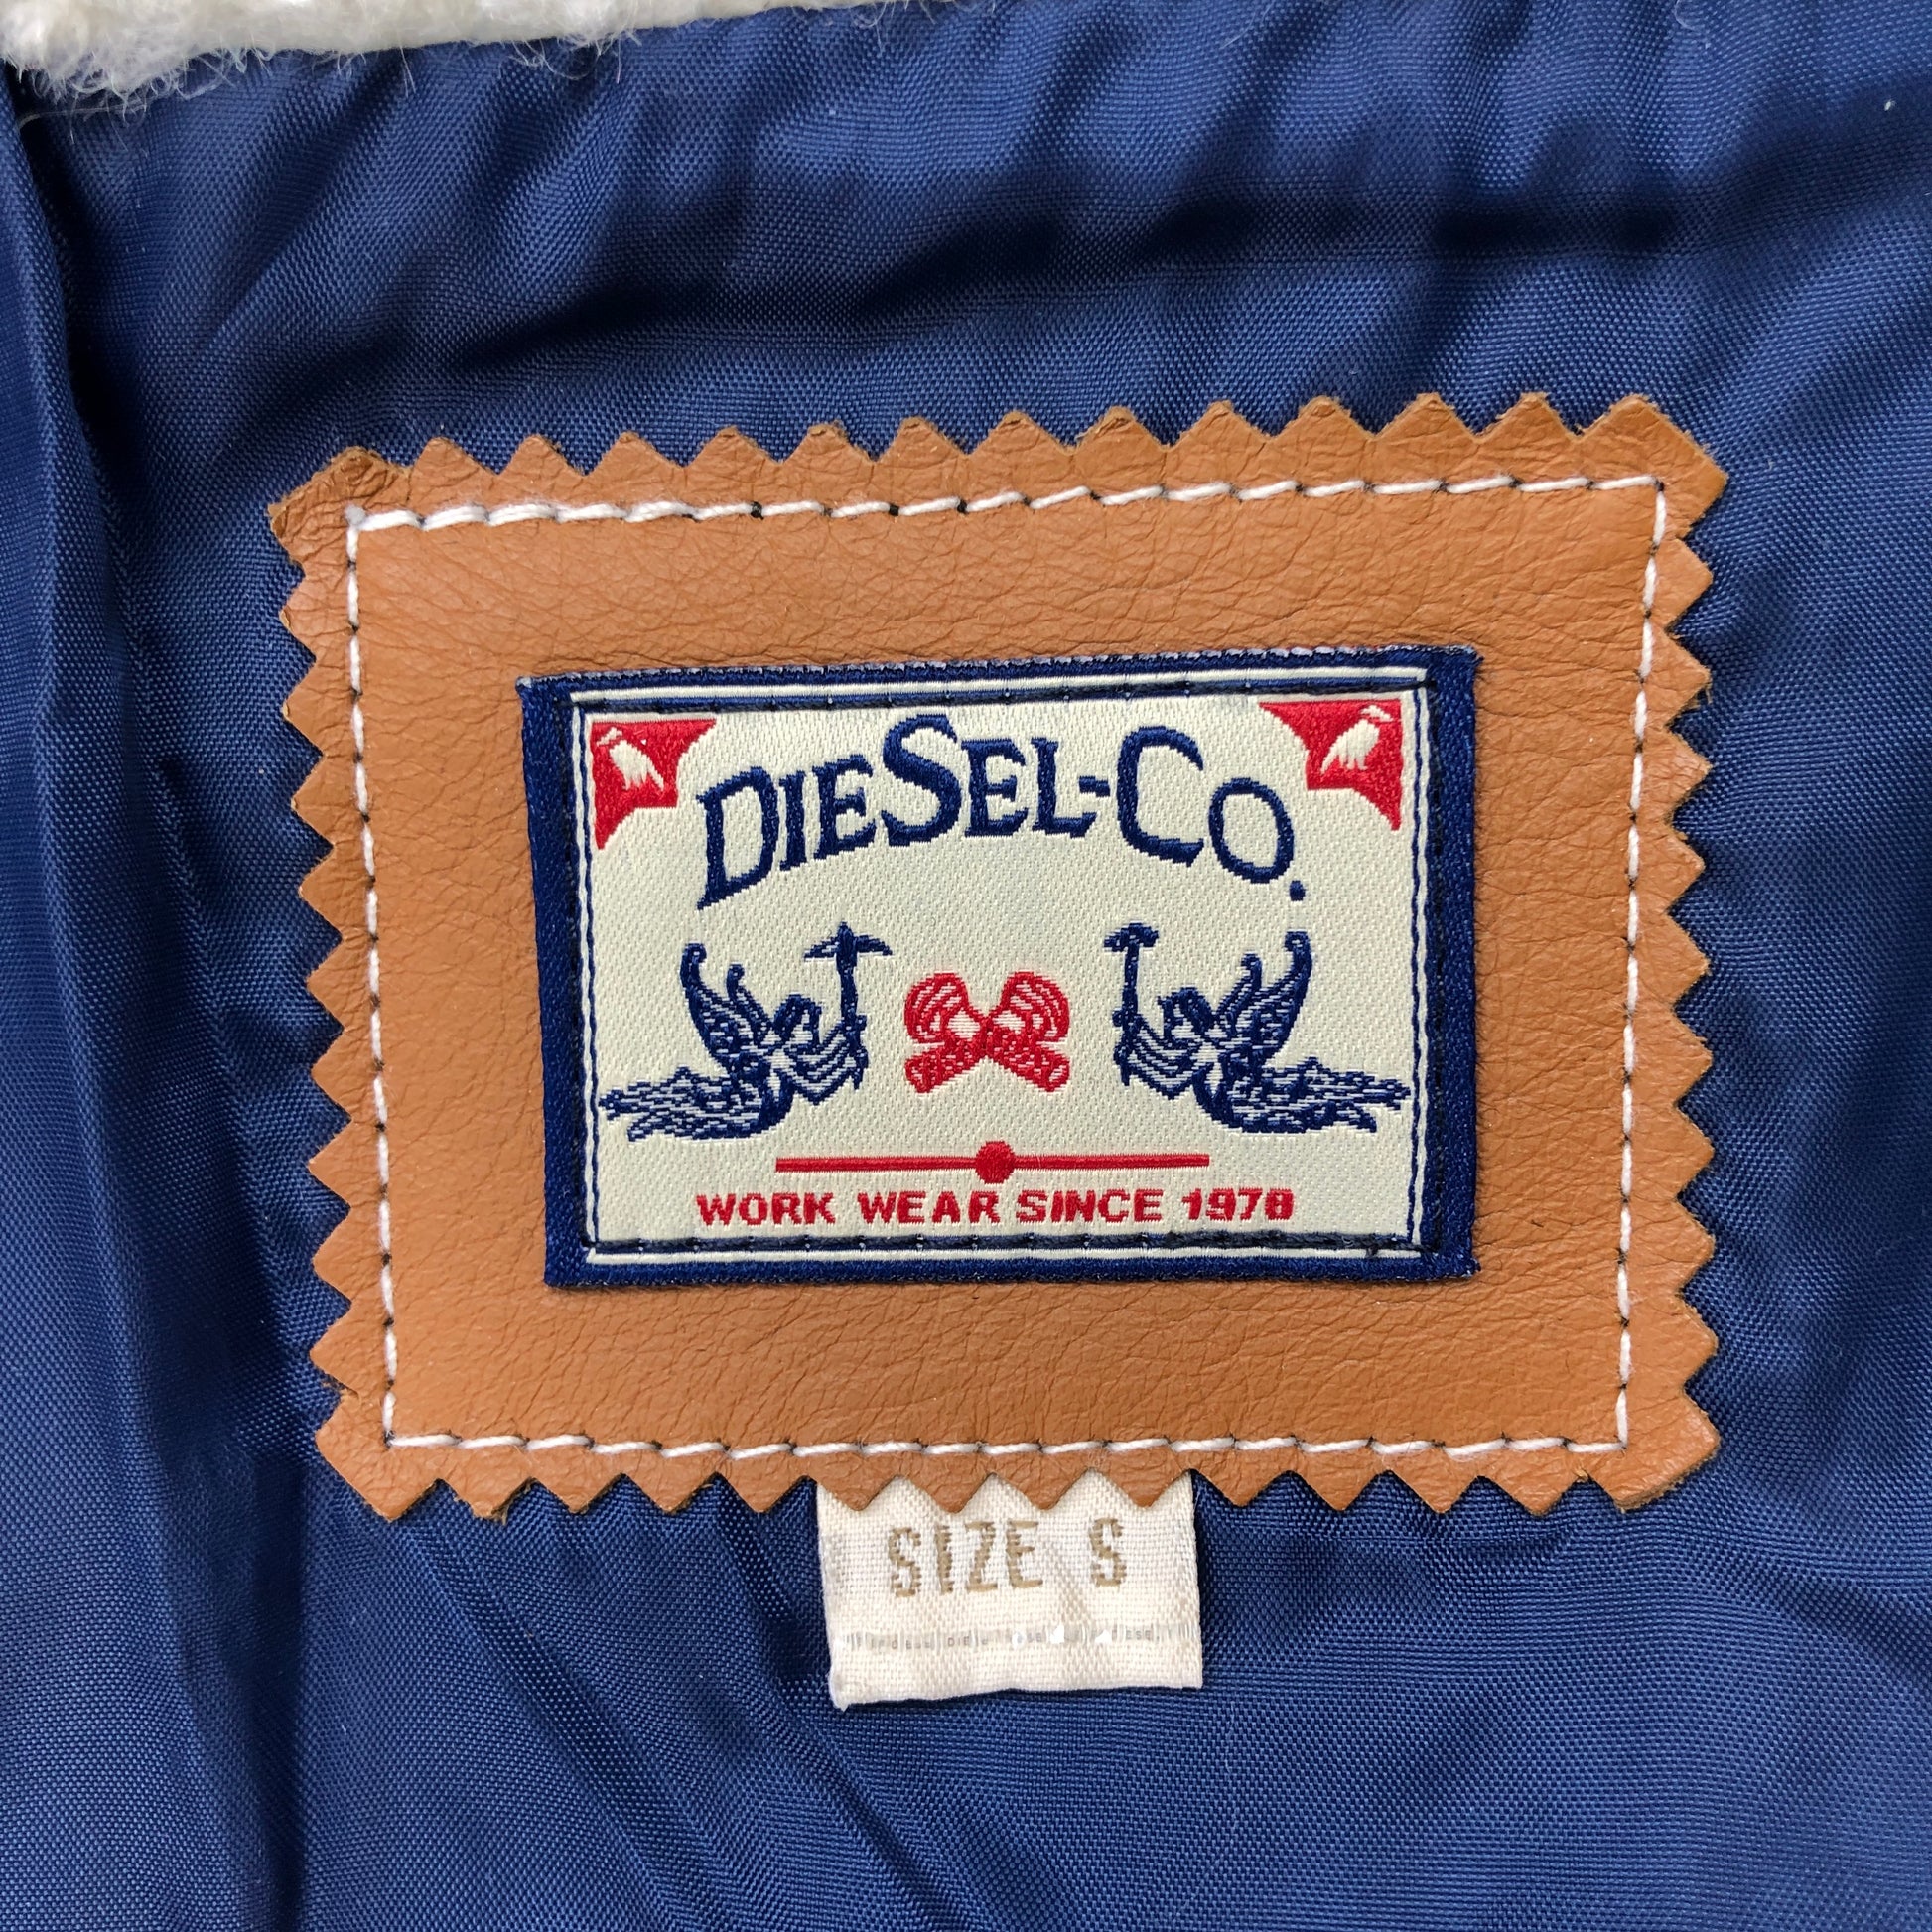 DIESEL-CO.
WORK WEAR SINCE 1978
SIZE S